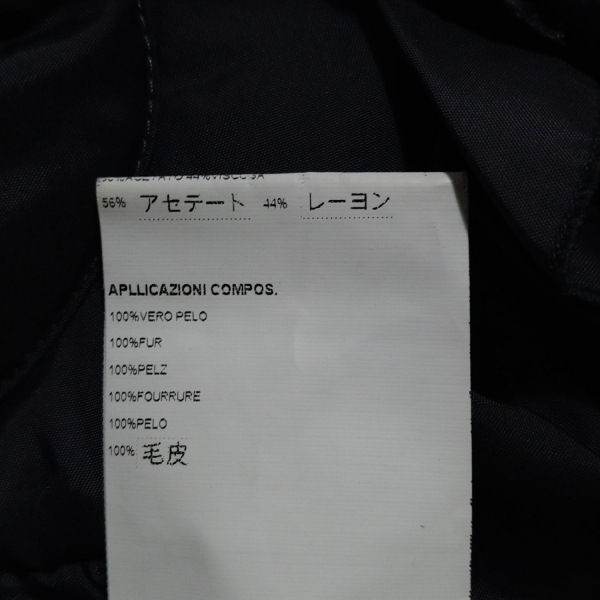 56% アセテート 44% レーヨン
APLLICAZIONI COMPOS.
100%VERO PELO
100%FUR
100%PELZ
100%FOURRURE
100%PELO
100% 毛皮